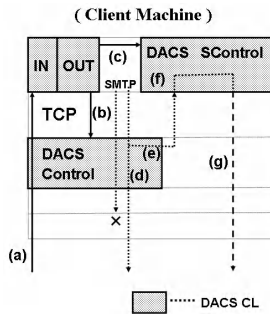 ( Client Machine )
IN OUT
(c)
DACS SControl
(f)
SMTP
TCP
(b)
(e)
(g)
DACS
Control
(d)
(a)
DACS CL